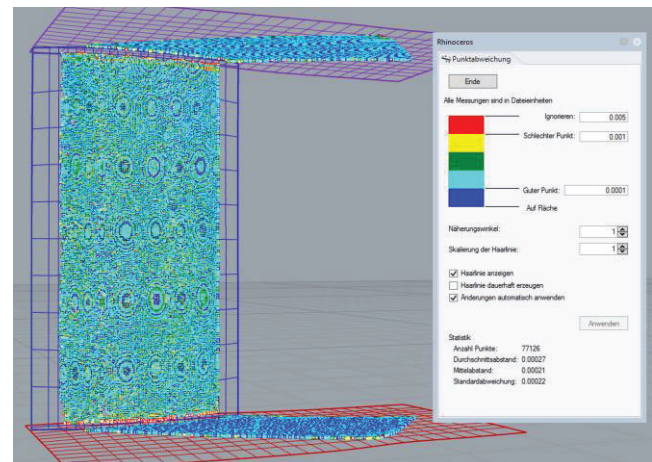 Rhinoceros
Punktabweichung
Ende
Alle Messungen sind in Dateieinheiten
Ignorieren: 0.005
Schlechter Punkt: 0.001
Guter Punkt: 0.0001
Auf Fläche
Näherungswinkel: 1
Skalierung der Haarlinie: 1
Haarlinie anzeigen
Haarlinie dauerhaft erzeugen
Änderungen automatisch anwenden
Anwenden
Statistik
Anzahl Punkte: 77126
Durchschnittsabstand: 0.00027
Mittelabstand: 0.00021
Standardabweichung: 0.00022